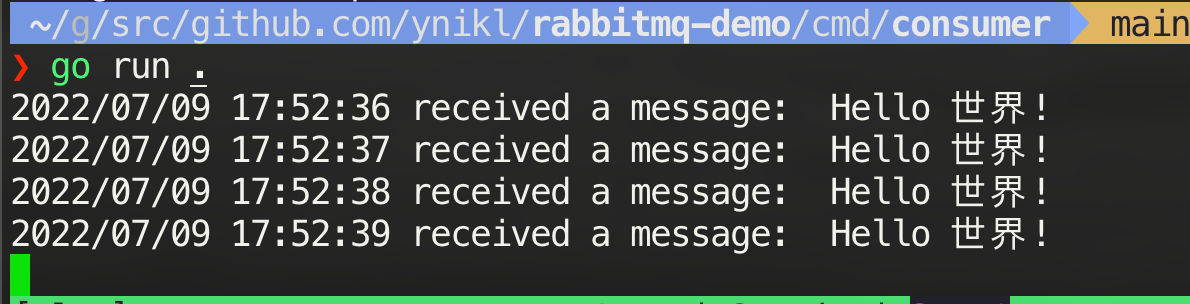 ~/g/src/github.com/ynikl/rabbitmq-demo/cmd/consumer main
❯ go run .
2022/07/09 17:52:36 received a message:  Hello 世界!
2022/07/09 17:52:37 received a message:  Hello 世界!
2022/07/09 17:52:38 received a message:  Hello 世界!
2022/07/09 17:52:39 received a message:  Hello 世界!